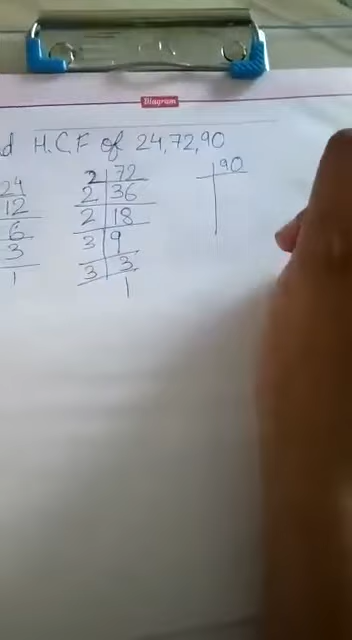 Diagram
d H.C.F of 24,72,90
24 2 72 90
12 2 36
6 2 18
3 3 9
1 3 3
1